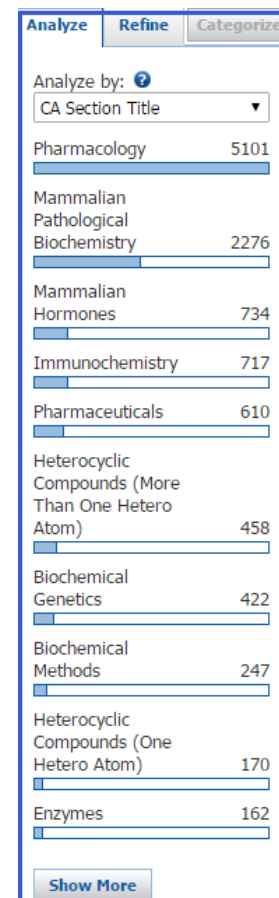 Analyze Refine Categorize
Analyze by: ?
CA Section Title ▼
Pharmacology 5101
Mammalian
Pathological
Biochemistry 2276
Mammalian
Hormones 734
Immunochemistry 717
Pharmaceuticals 610
Heterocyclic
Compounds (More
Than One Hetero
Atom) 458
Biochemical
Genetics 422
Biochemical
Methods 247
Heterocyclic
Compounds (One
Hetero Atom) 170
Enzymes 162
Show More